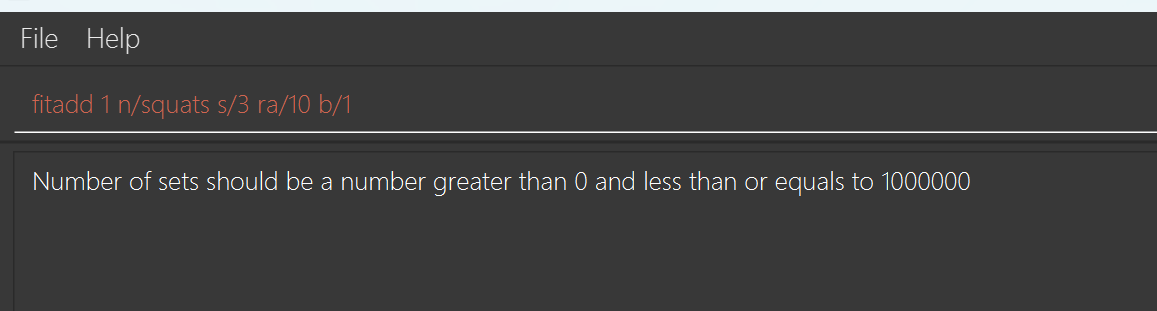 File Help
fitadd 1 n/squats s/3 ra/10 b/1
Number of sets should be a number greater than 0 and less than or equals to 1000000